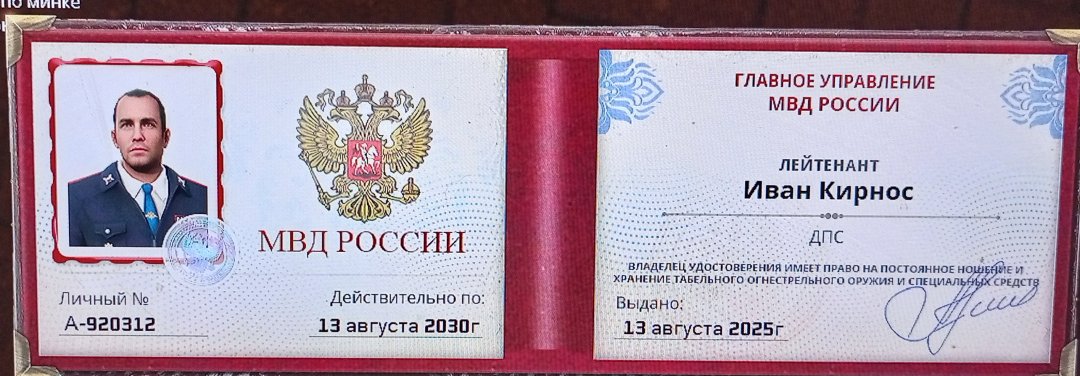 по минке
МВД РОССИИ
Личный №
А-920312
Действительно по:
13 августа 2030г
ГЛАВНОЕ УПРАВЛЕНИЕ
МВД РОССИИ
ЛЕЙТЕНАНТ
Иван Кирнос
ДПС
ВЛАДЕЛЕЦ УДОСТОВЕРЕНИЯ ИМЕЕТ ПРАВО НА ПОСТОЯННОЕ НОШЕНИЕ И
ХРАНЕНИЕ ТАБЕЛЬНОГО ОГНЕСТРЕЛЬНОГО ОРУЖИЯ И СПЕЦИАЛЬНЫХ СРЕДСТВ
Выдано:
13 августа 2025г